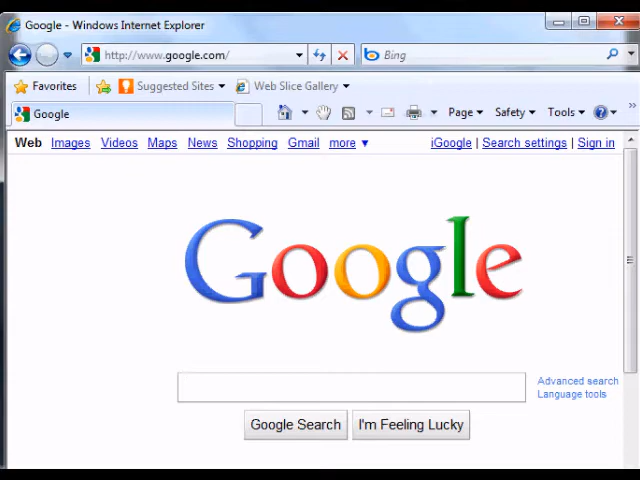 Google - Windows Internet Explorer
http://www.google.com/ Bing
Favorites Suggested Sites Web Slice Gallery
Google Page Safety Tools
Web Images Videos Maps News Shopping Gmail more ▼ iGoogle | Search settings | Sign in
Google
Advanced search
Language tools
Google Search I'm Feeling Lucky